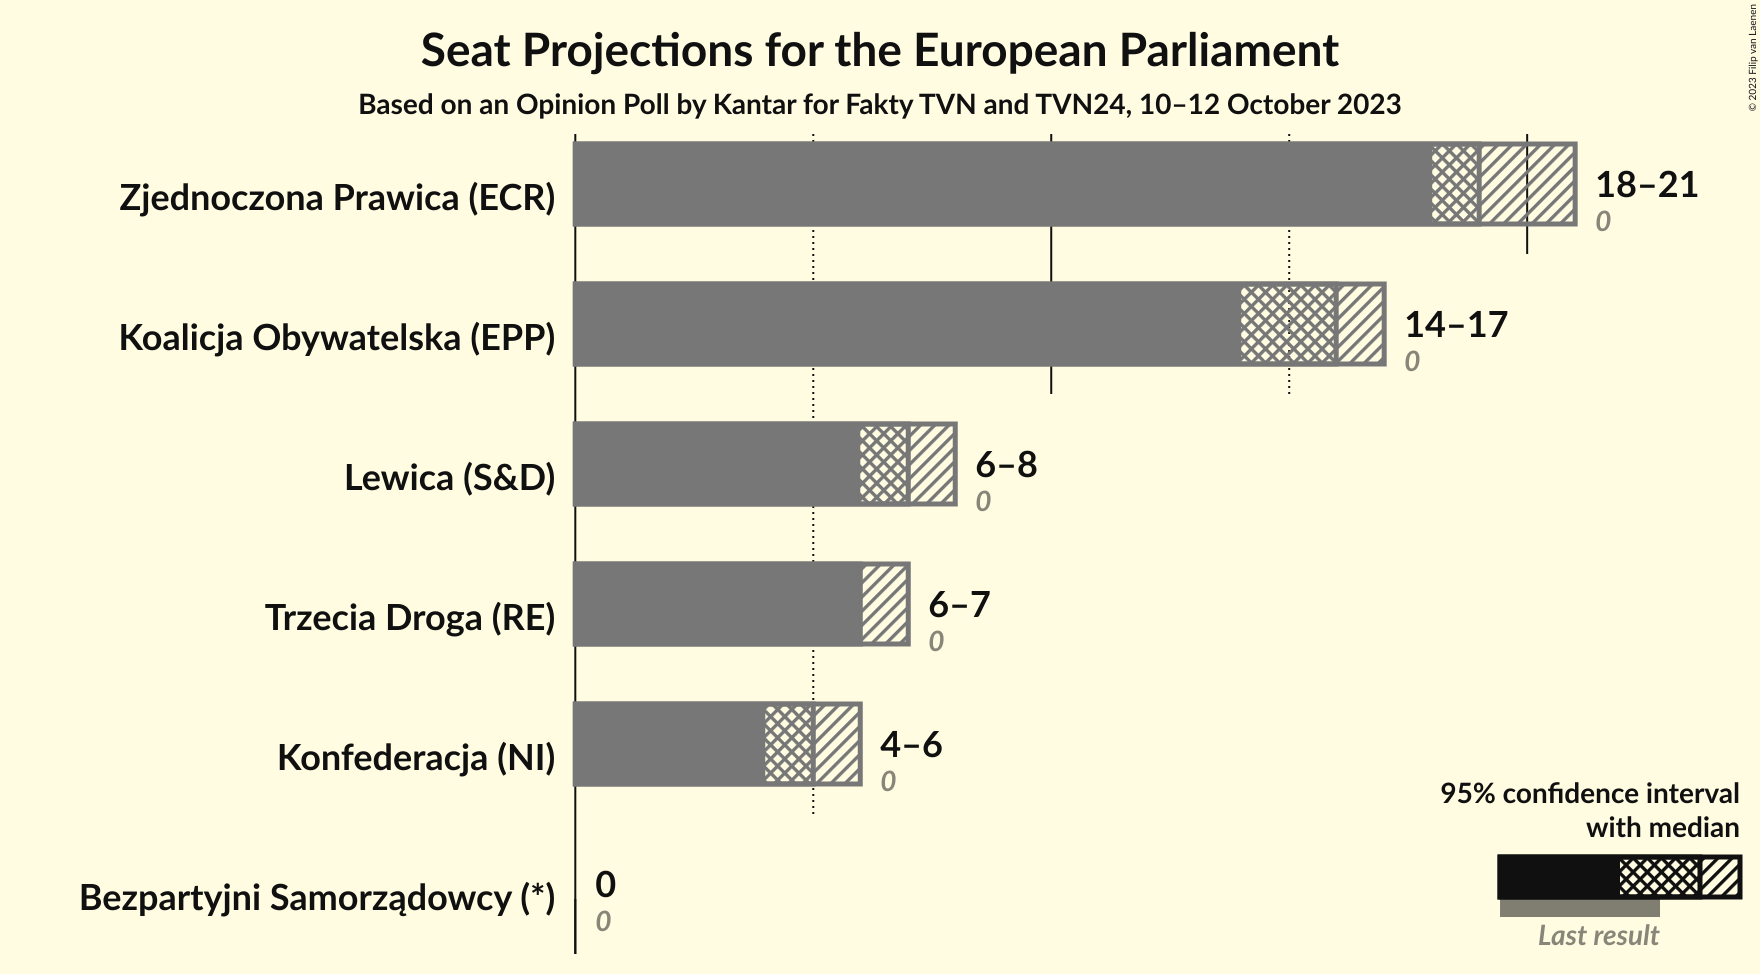 Seat Projections for the European Parliament
Based on an Opinion Poll by Kantar for Fakty TVN and TVN24, 10–12 October 2023
© 2023 Filip van Laenen
Zjednoczona Prawica (ECR)
18–21
0
Koalicja Obywatelska (EPP)
14–17
0
Lewica (S&D)
6–8
0
Trzecia Droga (RE)
6–7
0
Konfederacja (NI)
4–6
0
Bezpartyjni Samorządowcy (*)
0
0
95% confidence interval
with median
Last result